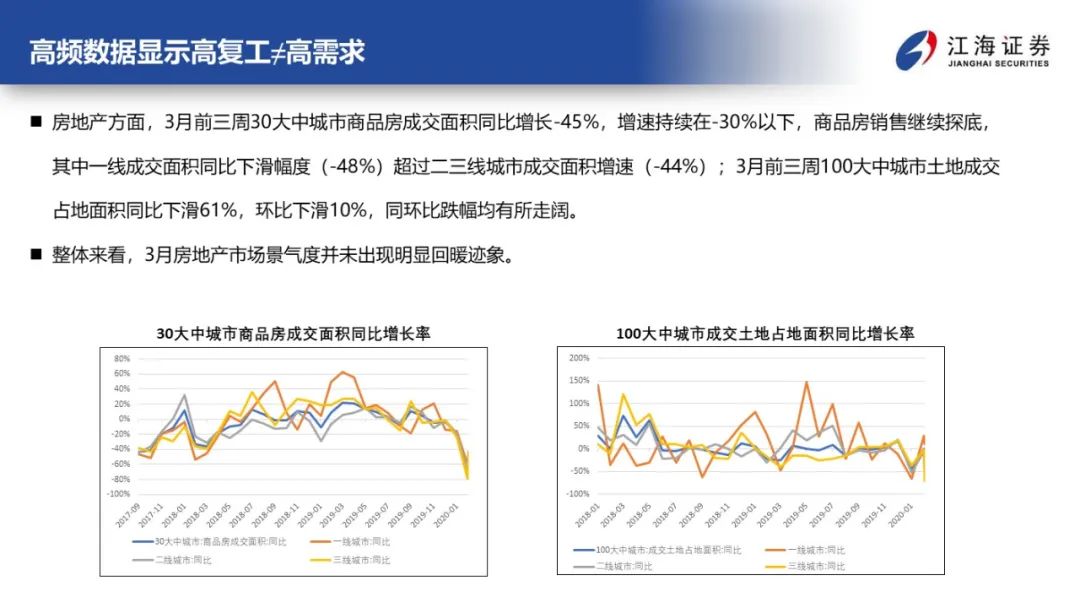 高频数据显示高复工≠高需求
江海证券
JIANGHAI SECURITIES
■ 房地产方面，3月前三周30大中城市商品房成交面积同比增长-45%，增速持续在-30%以下，商品房销售继续探底，
其中一线成交面积同比下滑幅度（-48%）超过二三线城市成交面积增速（-44%）；3月前三周100大中城市土地成交
占地面积同比下滑61%，环比下滑10%，同环比跌幅均有所走阔。
■ 整体来看，3月房地产市场景气度并未出现明显回暖迹象。
30大中城市商品房成交面积同比增长率
80%
60%
40%
20%
0%
-20%
-40%
-60%
-80%
-100%
2017-09
2017-11
2018-01
2018-03
2018-05
2018-07
2018-09
2018-11
2019-01
2019-03
2019-05
2019-07
2019-09
2019-11
2020-01
30大中城市:商品房成交面积:同比
一线城市:同比
二线城市:同比
三线城市:同比
100大中城市成交土地占地面积同比增长率
200%
150%
100%
50%
0%
-50%
-100%
2018-01
2018-03
2018-05
2018-07
2018-09
2018-11
2019-01
2019-03
2019-05
2019-07
2019-09
2019-11
2020-01
100大中城市:成交土地占地面积:同比
一线城市:同比
二线城市:同比
三线城市:同比